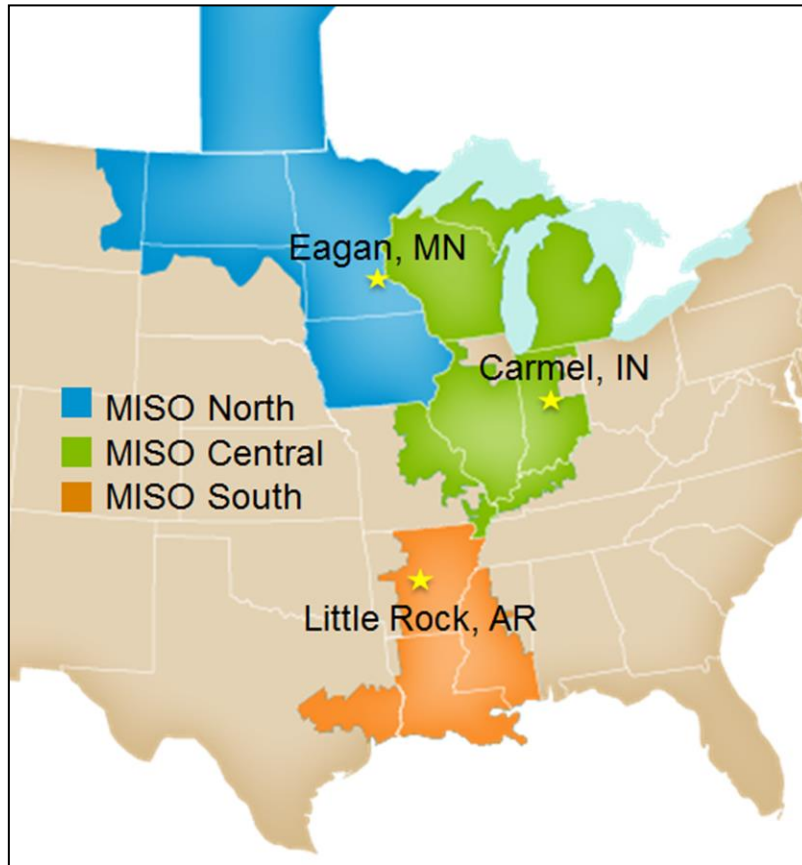 Eagan, MN
Carmel, IN
MISO North
MISO Central
MISO South
Little Rock, AR